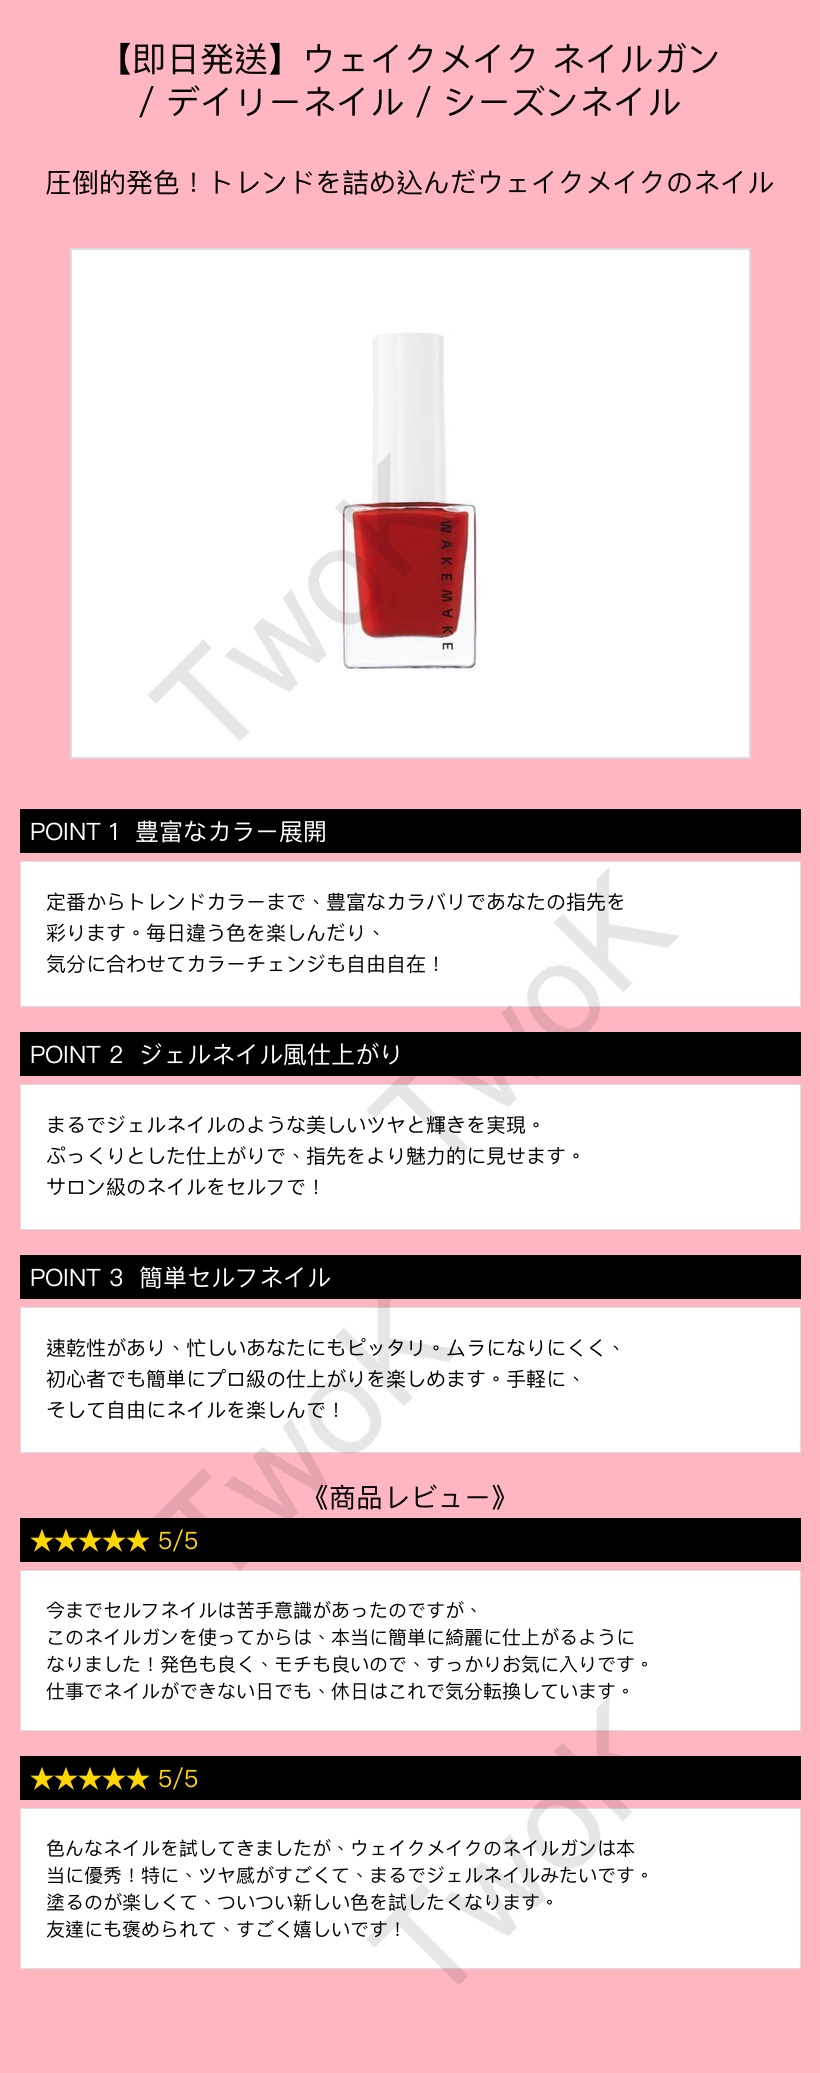 【即日発送】ウェイクメイク ネイルガン
/ デイリーネイル / シーズンネイル
圧倒的発色！トレンドを詰め込んだウェイクメイクのネイル
WAKEMAKE
TwoK
POINT 1 豊富なカラー展開
定番からトレンドカラーまで、豊富なカラバリであなたの指先を
彩ります。毎日違う色を楽しんだり、
気分に合わせてカラーチェンジも自由自在！
TwoK
POINT 2 ジェルネイル風仕上がり
まるでジェルネイルのような美しいツヤと輝きを実現。
ぷっくりとした仕上がりで、指先をより魅力的に見せます。
サロン級のネイルをセルフで！
POINT 3 簡単セルフネイル
速乾性があり、忙しいあなたにもピッタリ。ムラになりにくく、
初心者でも簡単にプロ級の仕上がりを楽しめます。手軽に、
そして自由にネイルを楽しんで！
TwoK
《商品レビュー》
★★★★★ 5/5
今までセルフネイルは苦手意識があったのですが、
このネイルガンを使ってからは、本当に簡単に綺麗に仕上がるように
なりました！発色も良く、モチも良いので、すっかりお気に入りです。
仕事でネイルができない日でも、休日はこれで気分転換しています。
★★★★★ 5/5
色んなネイルを試してきましたが、ウェイクメイクのネイルガンは本
当に優秀！特に、ツヤ感がすごくて、まるでジェルネイルみたいです。
塗るのが楽しくて、ついつい新しい色を試したくなります。
友達にも褒められて、すごく嬉しいです！
TwoK